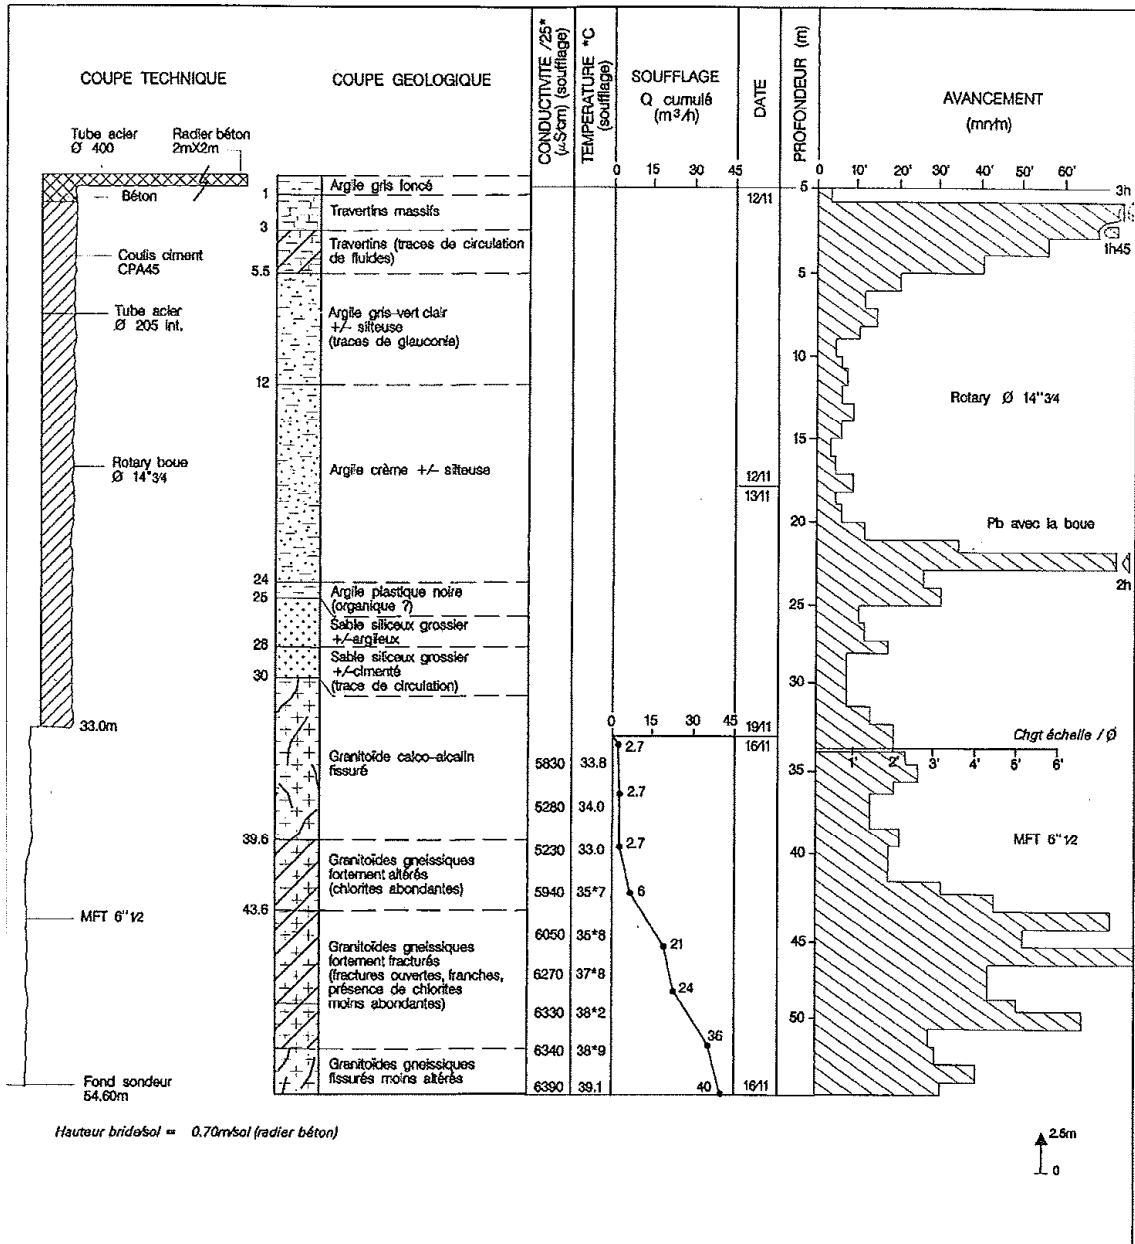 COUPE TECHNIQUE
COUPE GEOLOGIQUE
CONDUCTIVITE /25*
(µS/cm) (soufflage)
TEMPERATURE *C
(soufflage)
SOUFFLAGE
Q cumulé
(m³/h)
DATE
PROFONDEUR (m)
AVANCEMENT
(mn/m)
Tube acier
Ø 400
Radier béton
2mX2m
Béton
Coulis ciment
CPA45
Tube acier
Ø 205 int.
Rotary boue
Ø 14"3/4
33.0m
MFT 6"1/2
Fond sondeur
54.60m
Hauteur bride/sol = 0.70m/sol (radier béton)
1
3
5.5
12
24
25
28
30
39.6
43.6
Argile gris foncé
Travertins massifs
Travertins (traces de circulation
de fluides)
Argile gris-vert clair
+/- silteuse
(traces de glauconie)
Argile crème +/- silteuse
Argile plastique noire
(organique ?)
Sable siliceux grossier
+/-argileux
Sable siliceux grossier
+/-cimenté
(trace de circulation)
Granitoïde calco-alcalin
fissuré
Granitoïdes gneissiques
fortement altérés
(chlorites abondantes)
Granitoïdes gneissiques
fortement fracturés
(fractures ouvertes, franches,
présence de chlorites
moins abondantes)
Granitoïdes gneissiques
fissurés moins altérés
5830 33.8
5280 34.0
5230 33.0
5940 35*7
6050 36*8
6270 37*8
6330 38*2
6340 38*9
6390 39.1
0 15 30 45
0 15 30 45
2.7
2.7
2.7
6
21
24
36
40
12/11
12/11
13/11
19/11
16/11
16/11
0 10' 20' 30' 40' 50' 60'
5
5
10
15
20
25
30
35
40
45
50
3h
1h45
Rotary Ø 14"3/4
Pb avec la boue
2h
Chgt échelle / Ø
1' 2' 3' 4' 5' 6'
MFT 6"1/2
2.5m
0